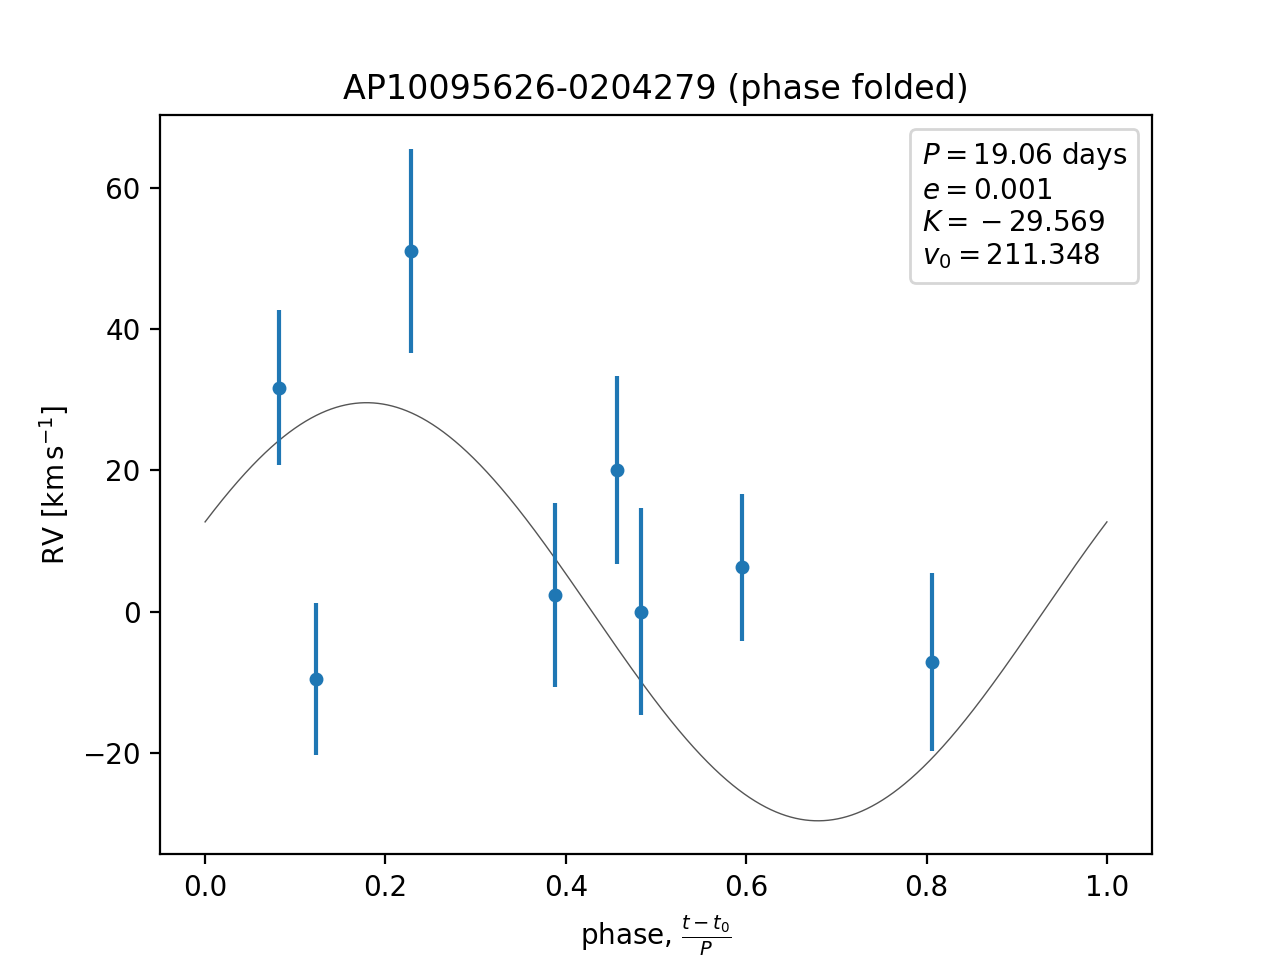 AP10095626-0204279 (phase folded)
P = 19.06 days
e = 0.001
K = −29.569
v₀ = 211.348
60
40
20
0
−20
RV [km s⁻¹]
0.0 0.2 0.4 0.6 0.8 1.0
phase, (t − t₀)/P